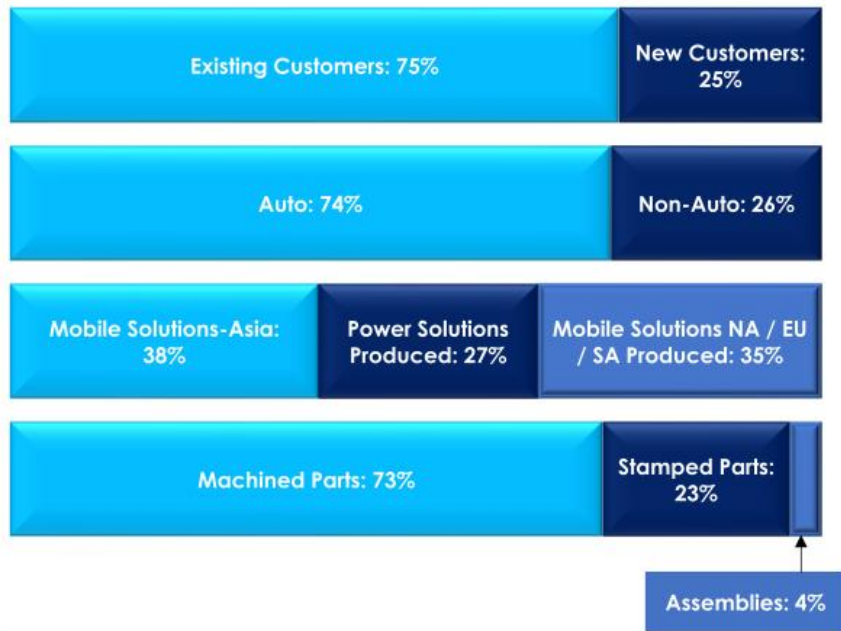 Existing Customers: 75%
New Customers:
25%
Auto: 74%
Non-Auto: 26%
Mobile Solutions-Asia:
38%
Power Solutions
Produced: 27%
Mobile Solutions NA / EU
/ SA Produced: 35%
Machined Parts: 73%
Stamped Parts:
23%
Assemblies: 4%